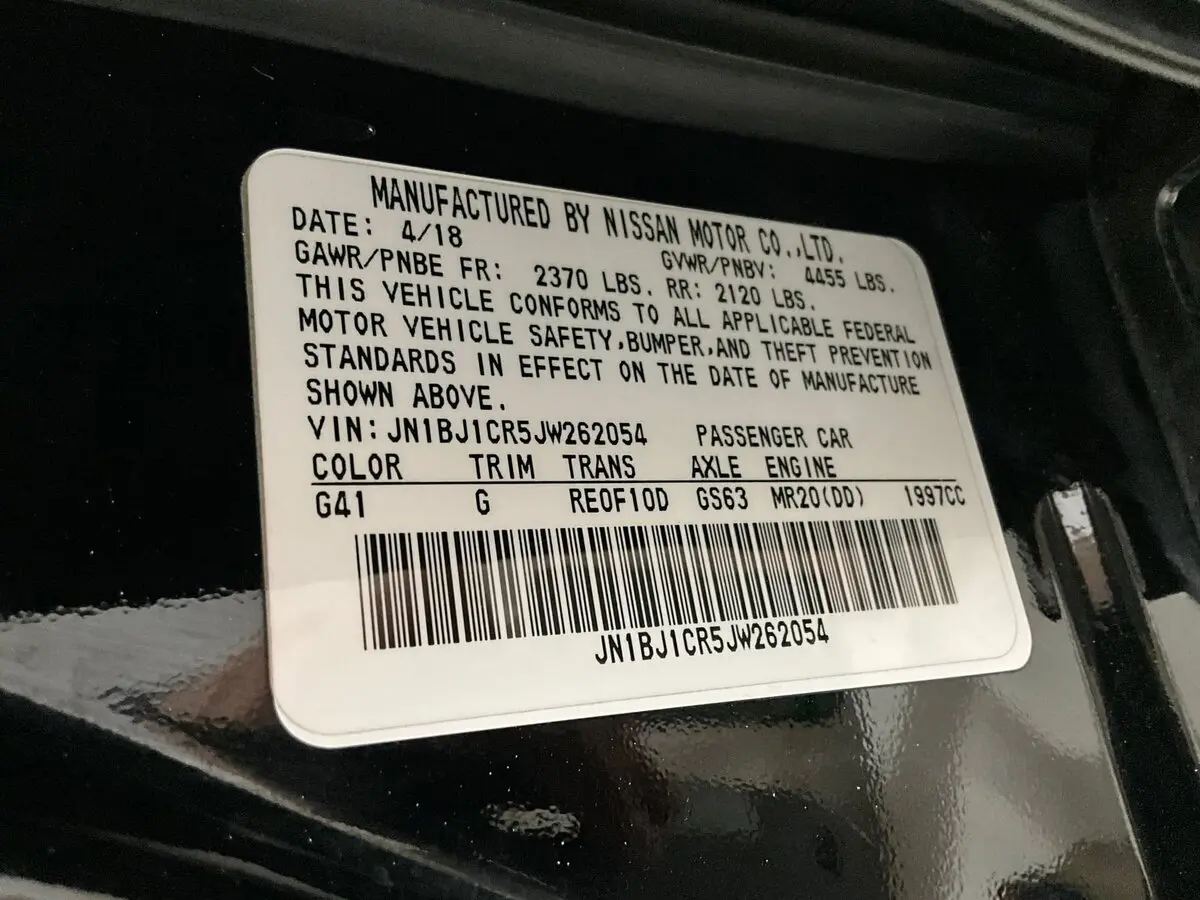 MANUFACTURED BY NISSAN MOTOR CO.,LTD.
DATE: 4/18 GVWR/PNBV: 4455 LBS.
GAWR/PNBE FR: 2370 LBS. RR: 2120 LBS.
THIS VEHICLE CONFORMS TO ALL APPLICABLE FEDERAL
MOTOR VEHICLE SAFETY,BUMPER,AND THEFT PREVENTION
STANDARDS IN EFFECT ON THE DATE OF MANUFACTURE
SHOWN ABOVE.
VIN: JN1BJ1CR5JW262054 PASSENGER CAR
COLOR TRIM TRANS AXLE ENGINE
G41 G RE0F10D GS63 MR20(DD) 1997CC
JN1BJ1CR5JW262054